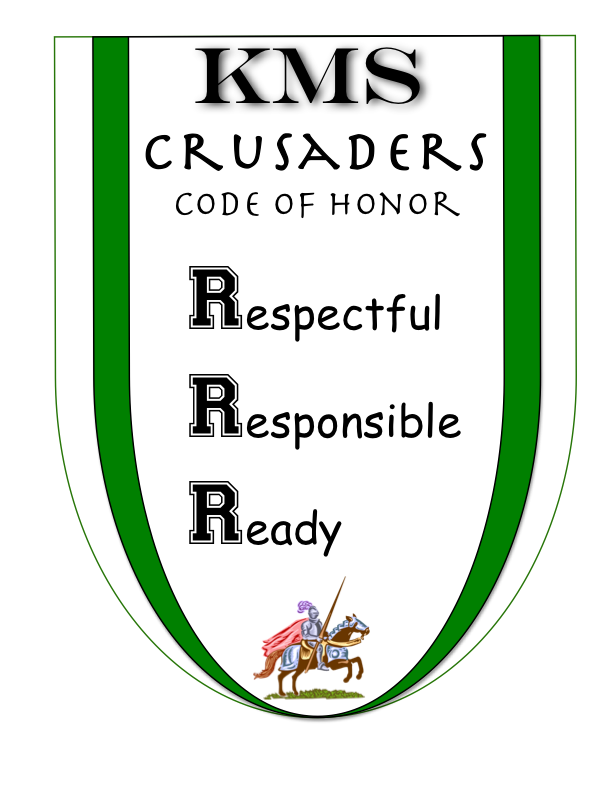 KMS
CRUSADERS
CODE OF HONOR
Respectful
Responsible
Ready